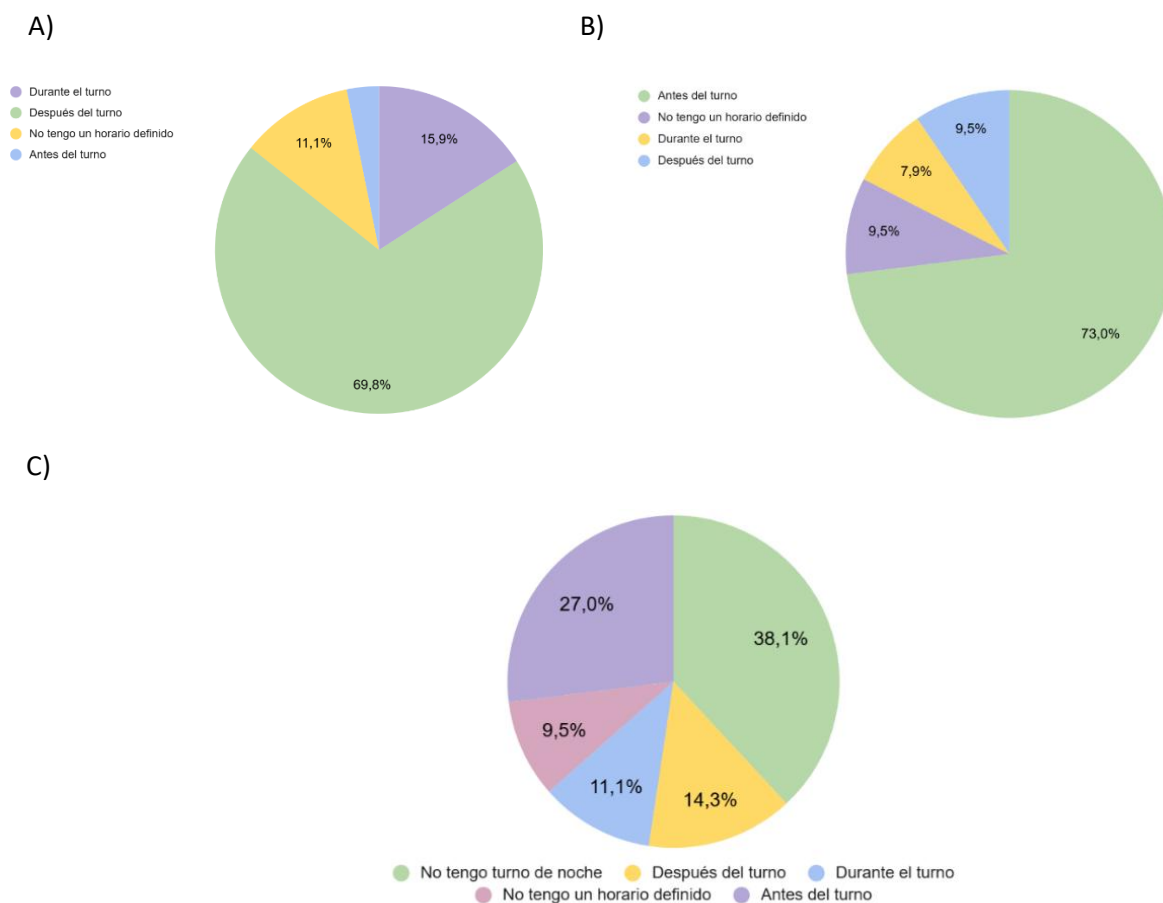 A)
Durante el turno
Después del turno
No tengo un horario definido
Antes del turno
15,9%
69,8%
11,1%
B)
Antes del turno
No tengo un horario definido
Durante el turno
Después del turno
9,5%
7,9%
9,5%
73,0%
C)
27,0%
38,1%
9,5%
11,1%
14,3%
No tengo turno de noche Después del turno Durante el turno
No tengo un horario definido Antes del turno